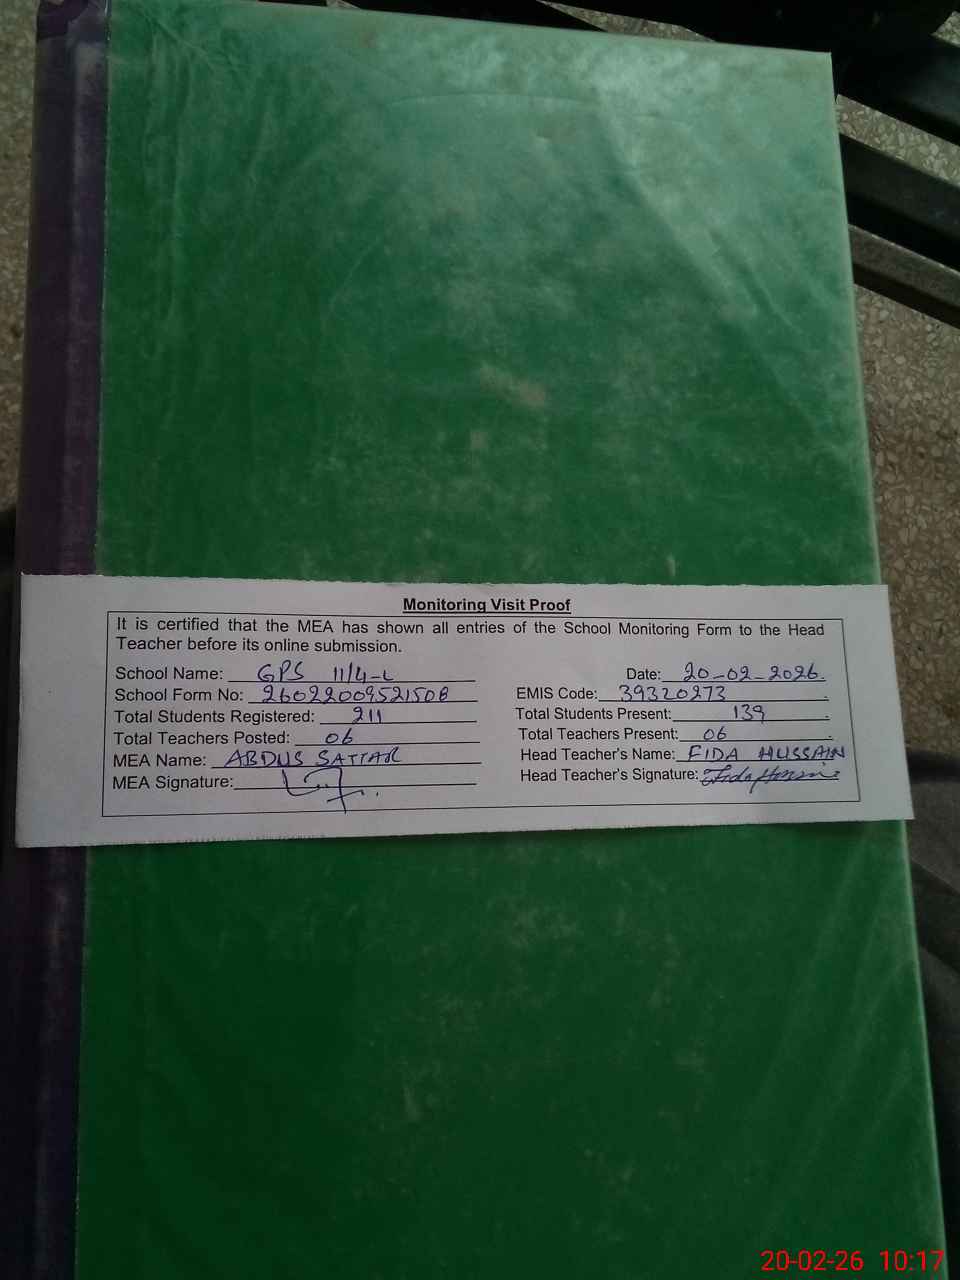 Monitoring Visit Proof
It is certified that the MEA has shown all entries of the School Monitoring Form to the Head
Teacher before its online submission.
School Name: GPS 11/4-L Date: 20-02-2026.
School Form No: 26022009521508 EMIS Code: 39320273
Total Students Registered: 211 Total Students Present: 139
Total Teachers Posted: 06 Total Teachers Present: 06
MEA Name: ABDUS SATTAR Head Teacher's Name: FIDA HUSSAIN
MEA Signature: Head Teacher's Signature: Fida Hussain
20-02-26 10:17